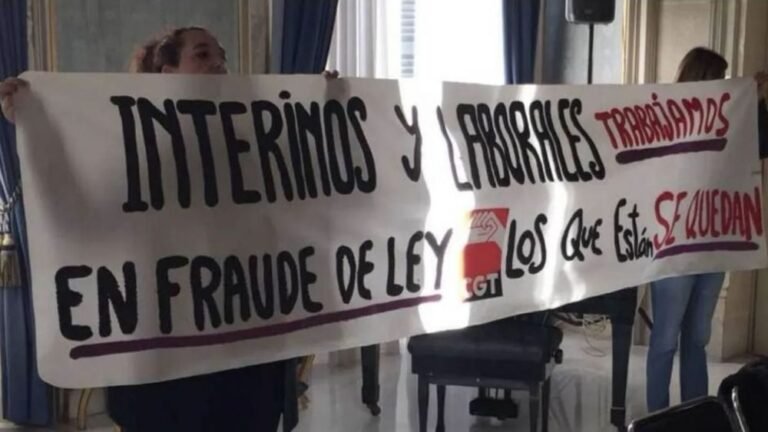 INTERINOS Y LABORALES TRABAJAMOS
EN FRAUDE DE LEY CGT LOS QUE ESTÁN SE QUEDAN